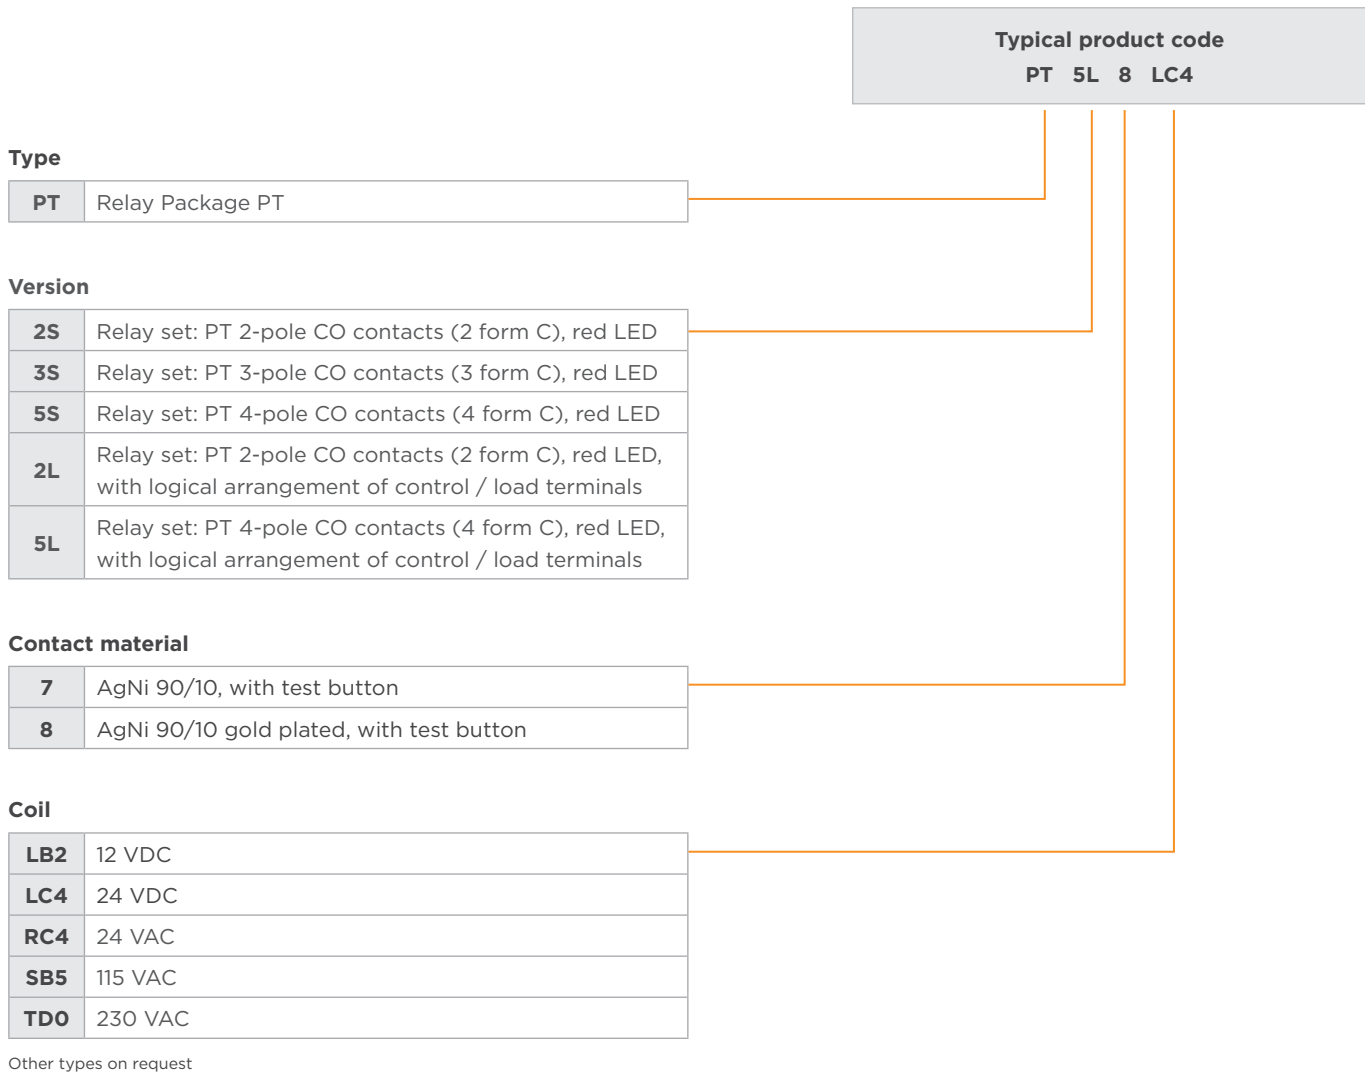 Typical product code
PT 5L 8 LC4
Type
PT Relay Package PT
Version
2S Relay set: PT 2-pole CO contacts (2 form C), red LED
3S Relay set: PT 3-pole CO contacts (3 form C), red LED
5S Relay set: PT 4-pole CO contacts (4 form C), red LED
2L Relay set: PT 2-pole CO contacts (2 form C), red LED,
with logical arrangement of control / load terminals
5L Relay set: PT 4-pole CO contacts (4 form C), red LED,
with logical arrangement of control / load terminals
Contact material
7 AgNi 90/10, with test button
8 AgNi 90/10 gold plated, with test button
Coil
LB2 12 VDC
LC4 24 VDC
RC4 24 VAC
SB5 115 VAC
TD0 230 VAC
Other types on request